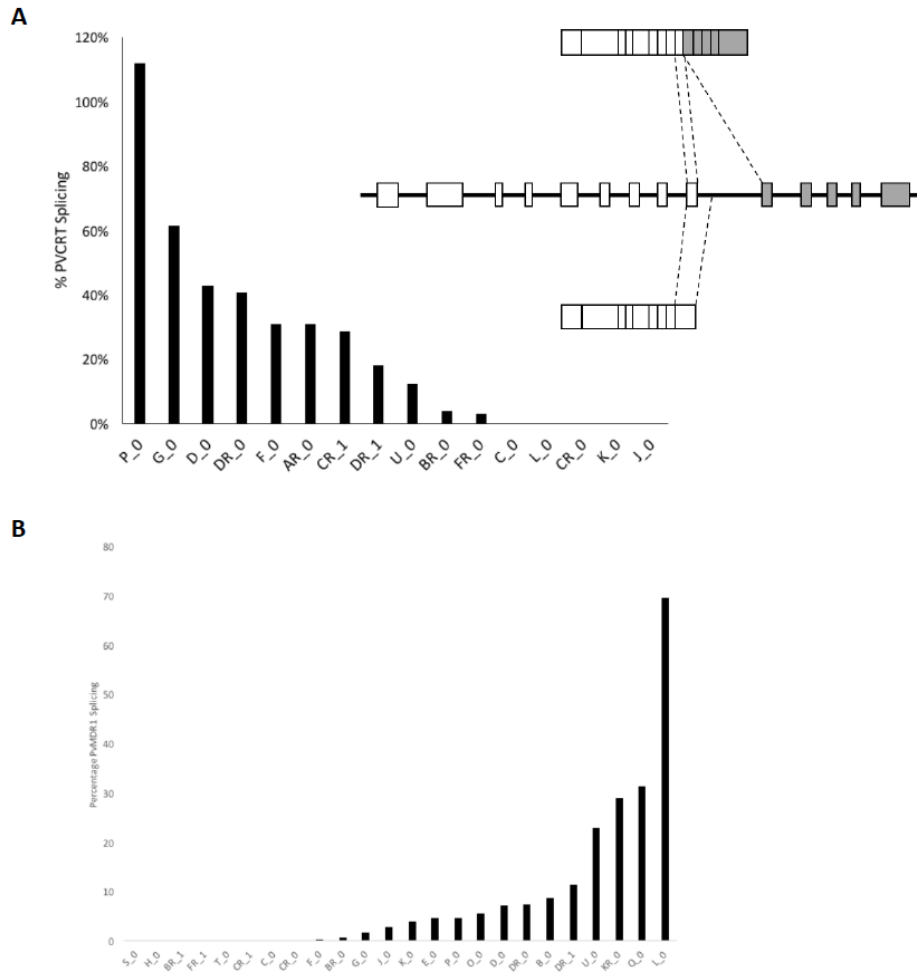 A
% PVCRT Splicing
120%
100%
80%
60%
40%
20%
0%
P_0
G_0
D_0
DR_0
F_0
AR_0
CR_1
DR_1
U_0
BR_0
FR_0
C_0
L_0
CR_0
K_0
J_0
B
Percentage PvMDR1 Splicing
80
70
60
50
40
30
20
10
0
S_0
H_0
BR_1
FR_1
T_0
CR_1
C_0
CR_0
F_0
BR_0
G_0
J_0
K_0
E_0
P_0
O_0
D_0
DR_0
B_0
DR_1
U_0
KR_0
Q_0
L_0